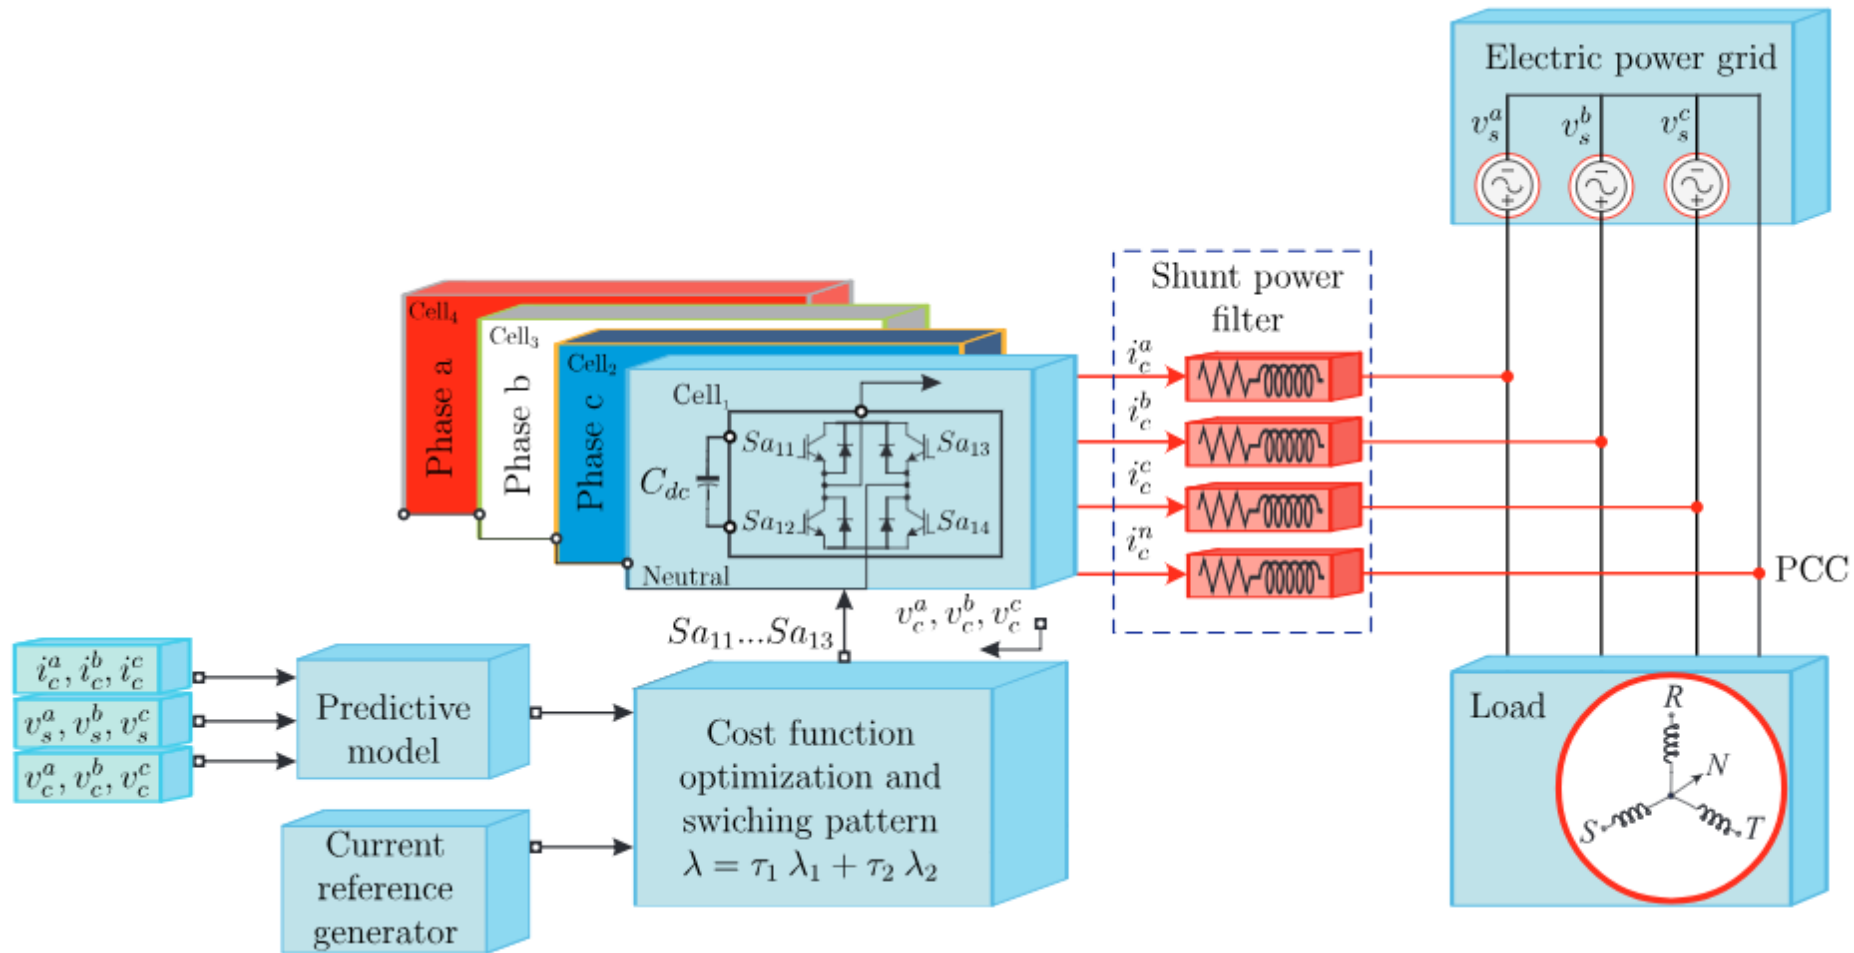 Electric power grid
v_s^a
v_s^b
v_s^c
Shunt power
filter
Cell₄
Phase a
Cell₃
Phase b
Cell₂
Phase c
Cell₁
Sa₁₁
Sa₁₃
C_dc
Sa₁₂
Sa₁₄
Neutral
i_c^a
i_c^b
i_c^c
i_c^n
PCC
Sa₁₁...Sa₁₃
v_c^a, v_c^b, v_c^c
i_c^a, i_c^b, i_c^c
v_s^a, v_s^b, v_s^c
v_c^a, v_c^b, v_c^c
Predictive
model
Current
reference
generator
Cost function
optimization and
swiching pattern
λ = τ₁ λ₁ + τ₂ λ₂
Load
R
N
S
T